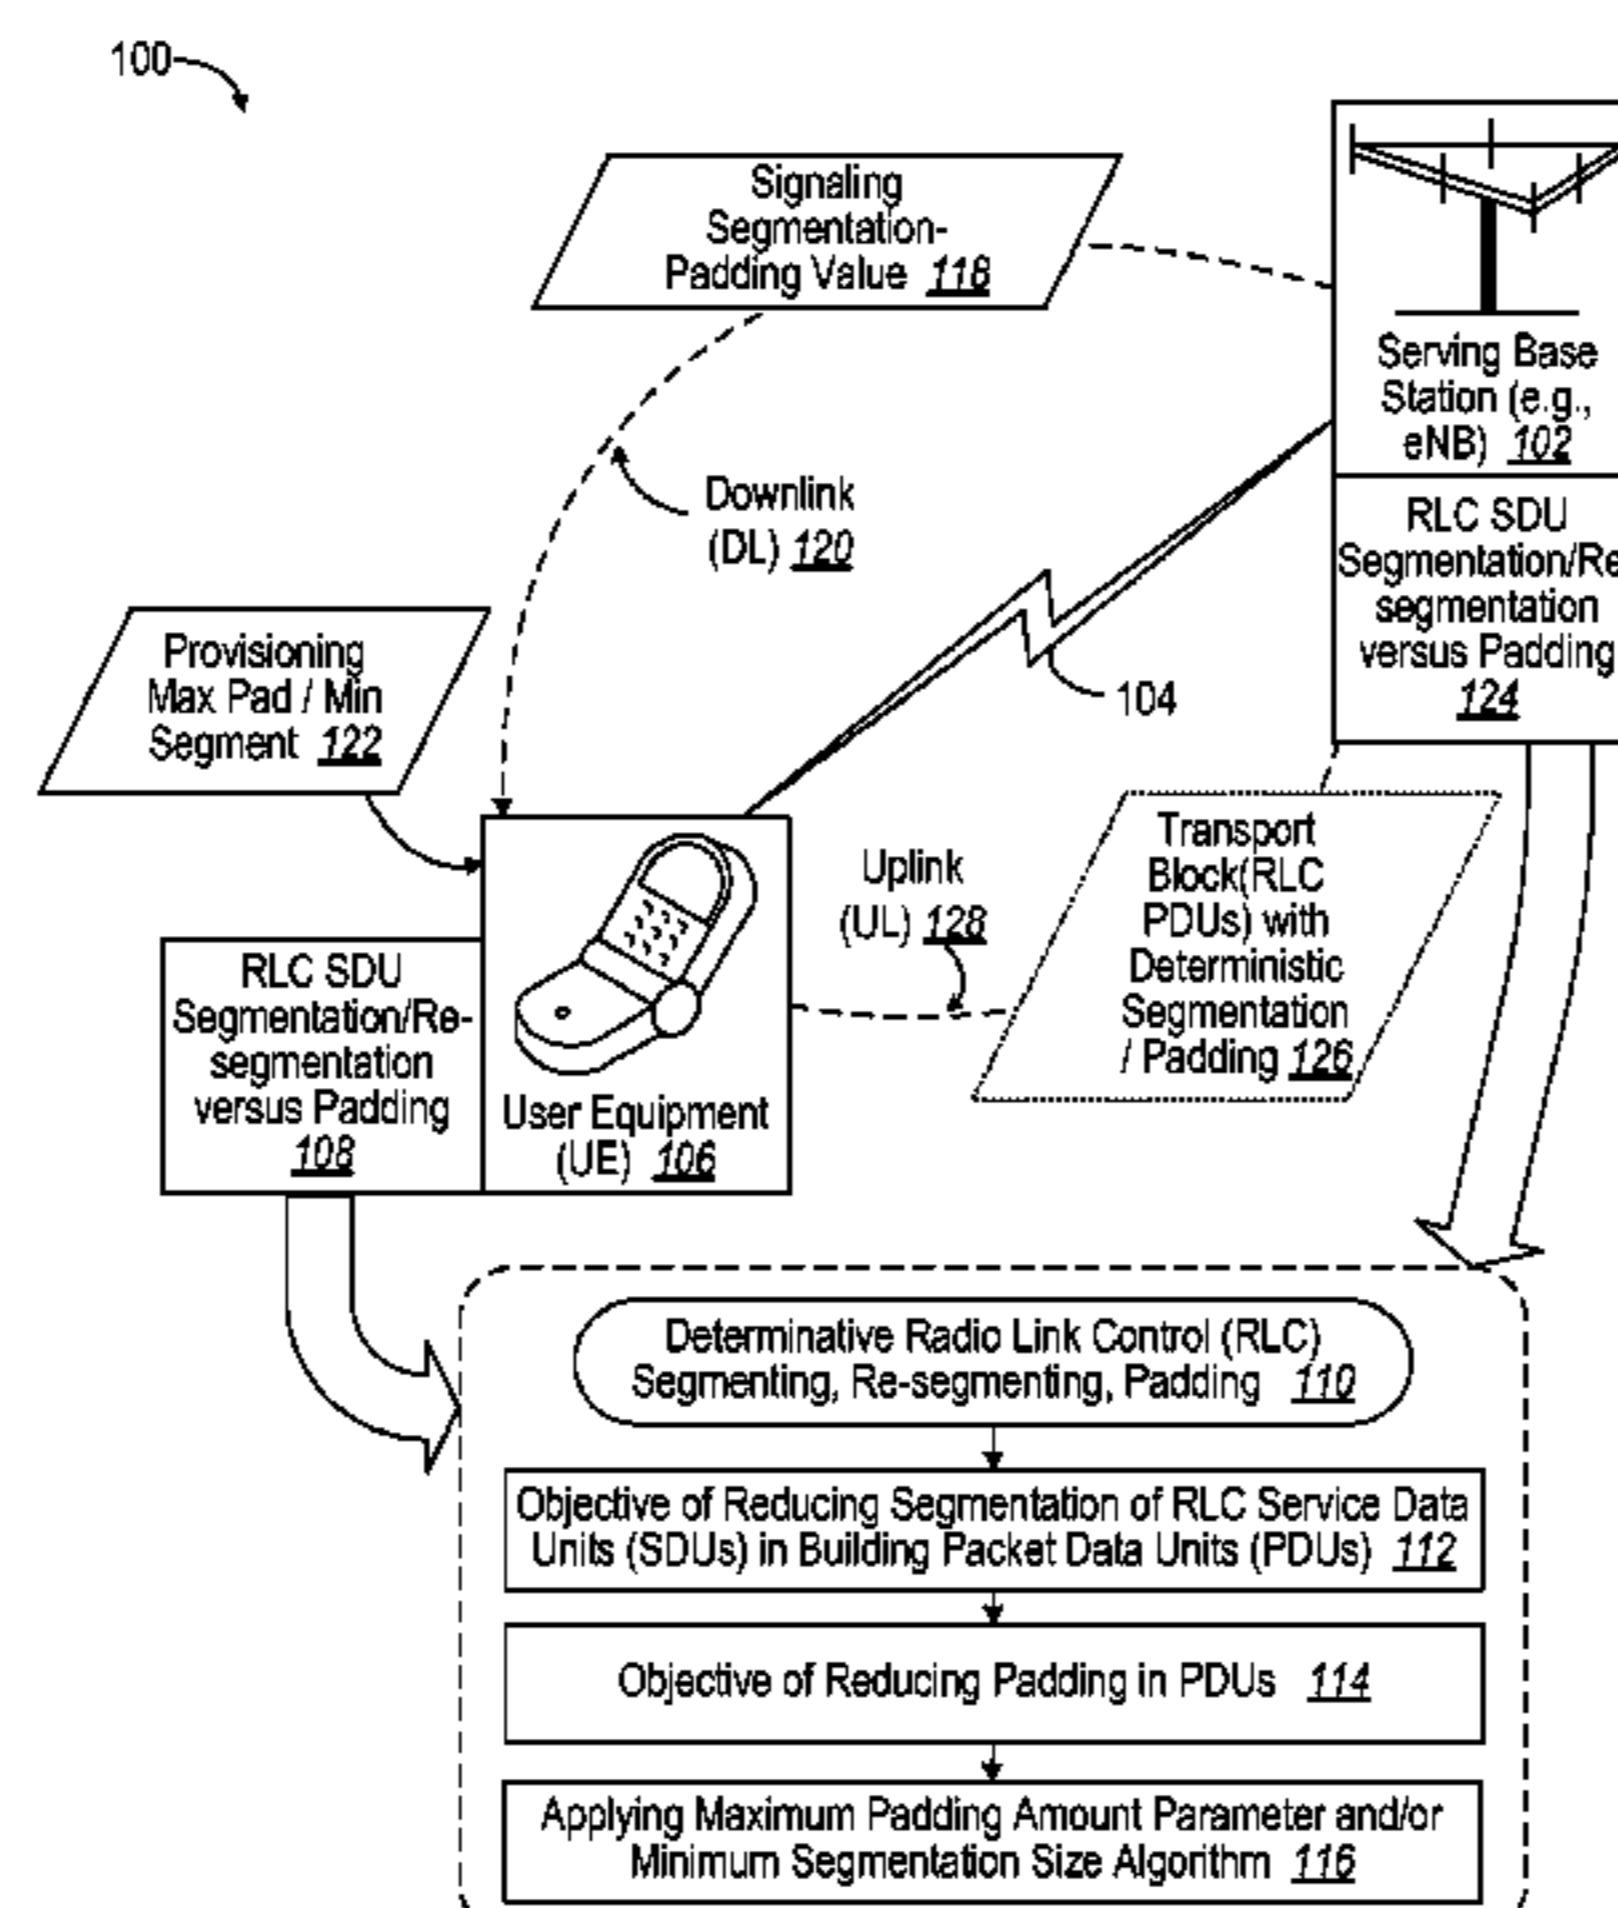 100
Signaling
Segmentation-
Padding Value 118
Serving Base
Station (e.g.,
eNB) 102
RLC SDU
Segmentation/Re
segmentation
versus Padding
124
Downlink
(DL) 120
Provisioning
Max Pad / Min
Segment 122
104
Transport
Block(RLC
PDUs) with
Deterministic
Segmentation
/ Padding 126
Uplink
(UL) 128
RLC SDU
Segmentation/Re-
segmentation
versus Padding
108
User Equipment
(UE) 106
Determinative Radio Link Control (RLC)
Segmenting, Re-segmenting, Padding 110
Objective of Reducing Segmentation of RLC Service Data
Units (SDUs) in Building Packet Data Units (PDUs) 112
Objective of Reducing Padding in PDUs 114
Applying Maximum Padding Amount Parameter and/or
Minimum Segmentation Size Algorithm 116